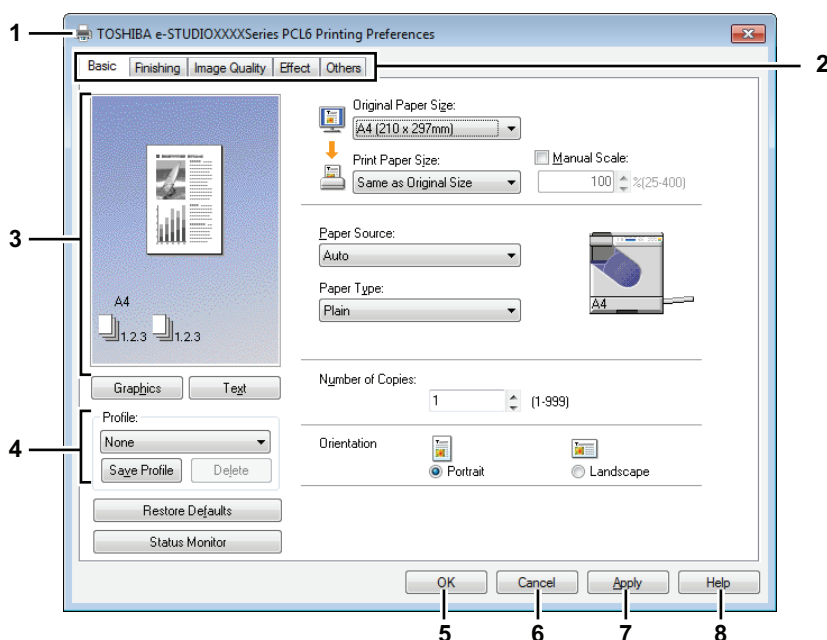 1
TOSHIBA e-STUDIOXXXXSeries PCL6 Printing Preferences
Basic Finishing Image Quality Effect Others
2
3
A4
1.2.3 1.2.3
Graphics Text
4
Profile:
None
Save Profile Delete
Restore Defaults
Status Monitor
Original Paper Size:
A4 (210 x 297mm)
Print Paper Size:
Same as Original Size
Manual Scale:
100 %(25-400)
Paper Source:
Auto
Paper Type:
Plain
A4
Number of Copies:
1 (1-999)
Orientation
Portrait Landscape
OK Cancel Apply Help
5 6 7 8